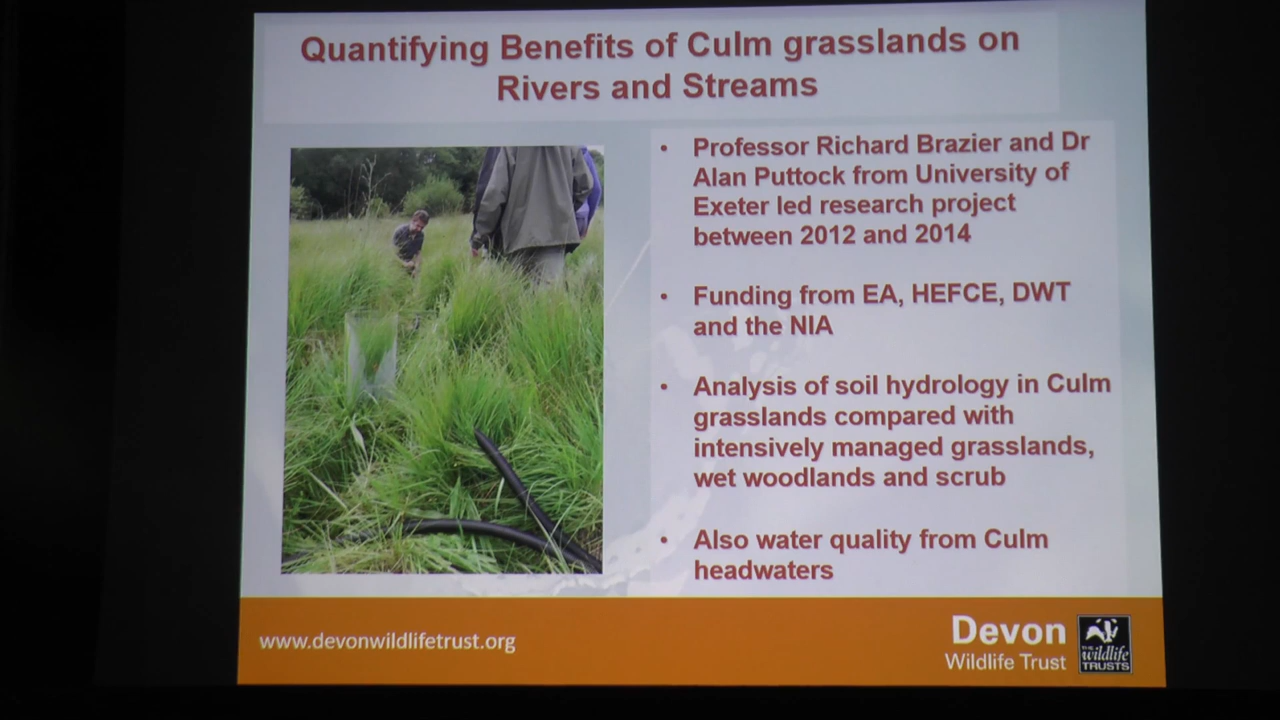 Quantifying Benefits of Culm grasslands on
Rivers and Streams
• Professor Richard Brazier and Dr
Alan Puttock from University of
Exeter led research project
between 2012 and 2014
• Funding from EA, HEFCE, DWT
and the NIA
• Analysis of soil hydrology in Culm
grasslands compared with
intensively managed grasslands,
wet woodlands and scrub
• Also water quality from Culm
headwaters
www.devonwildlifetrust.org
Devon
Wildlife Trust
THE
wildlife
TRUSTS